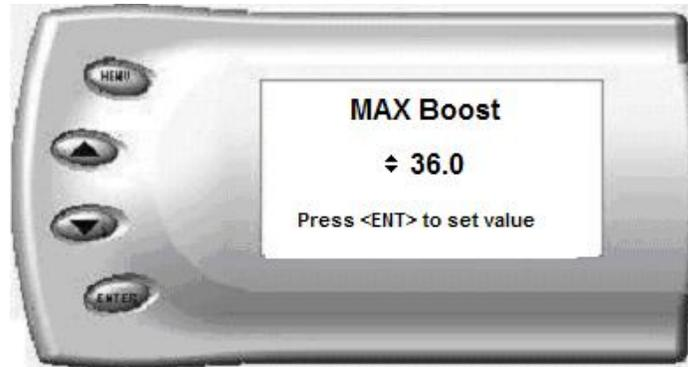 MENU
MAX Boost
36.0
Press <ENT> to set value
ENTER